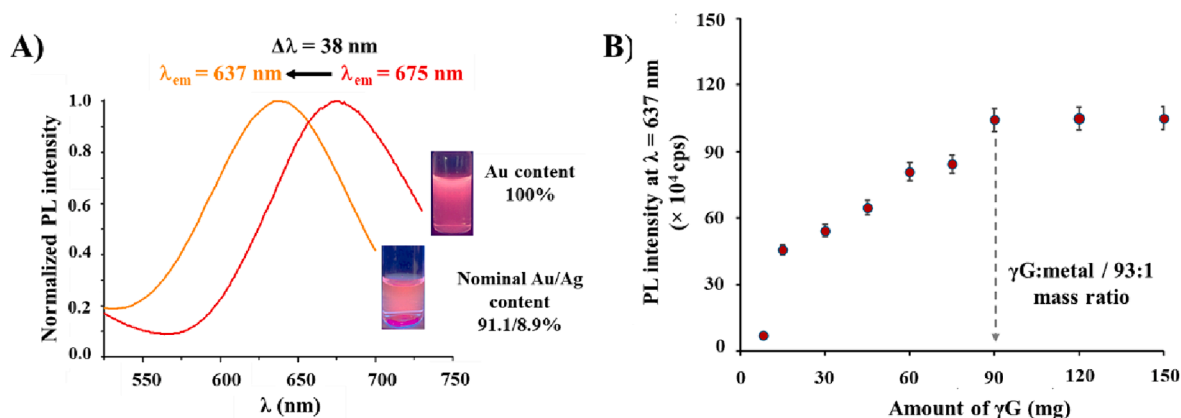 A)
Δλ = 38 nm
λem = 637 nm
λem = 675 nm
Normalized PL intensity
1.0
0.8
0.6
0.4
0.2
0.0
550
600
650
700
750
λ (nm)
Au content
100%
Nominal Au/Ag
content
91.1/8.9%
B)
PL intensity at λ = 637 nm
(× 10⁴ cps)
150
120
90
60
30
0
0
30
60
90
120
150
Amount of γG (mg)
γG:metal / 93:1
mass ratio